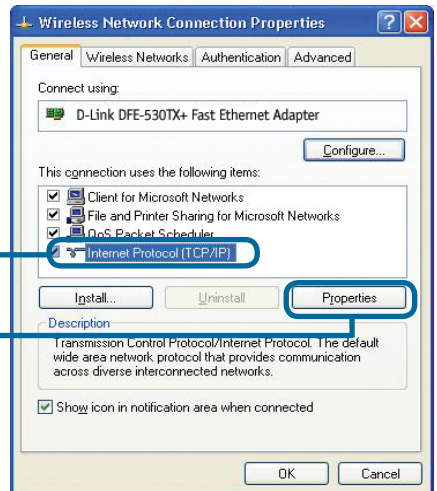 Wireless Network Connection Properties
General Wireless Networks Authentication Advanced
Connect using:
D-Link DFE-530TX+ Fast Ethernet Adapter
Configure...
This connection uses the following items:
Client for Microsoft Networks
File and Printer Sharing for Microsoft Networks
QoS Packet Scheduler
Internet Protocol (TCP/IP)
Install... Uninstall Properties
Description
Transmission Control Protocol/Internet Protocol. The default
wide area network protocol that provides communication
across diverse interconnected networks.
Show icon in notification area when connected
OK Cancel